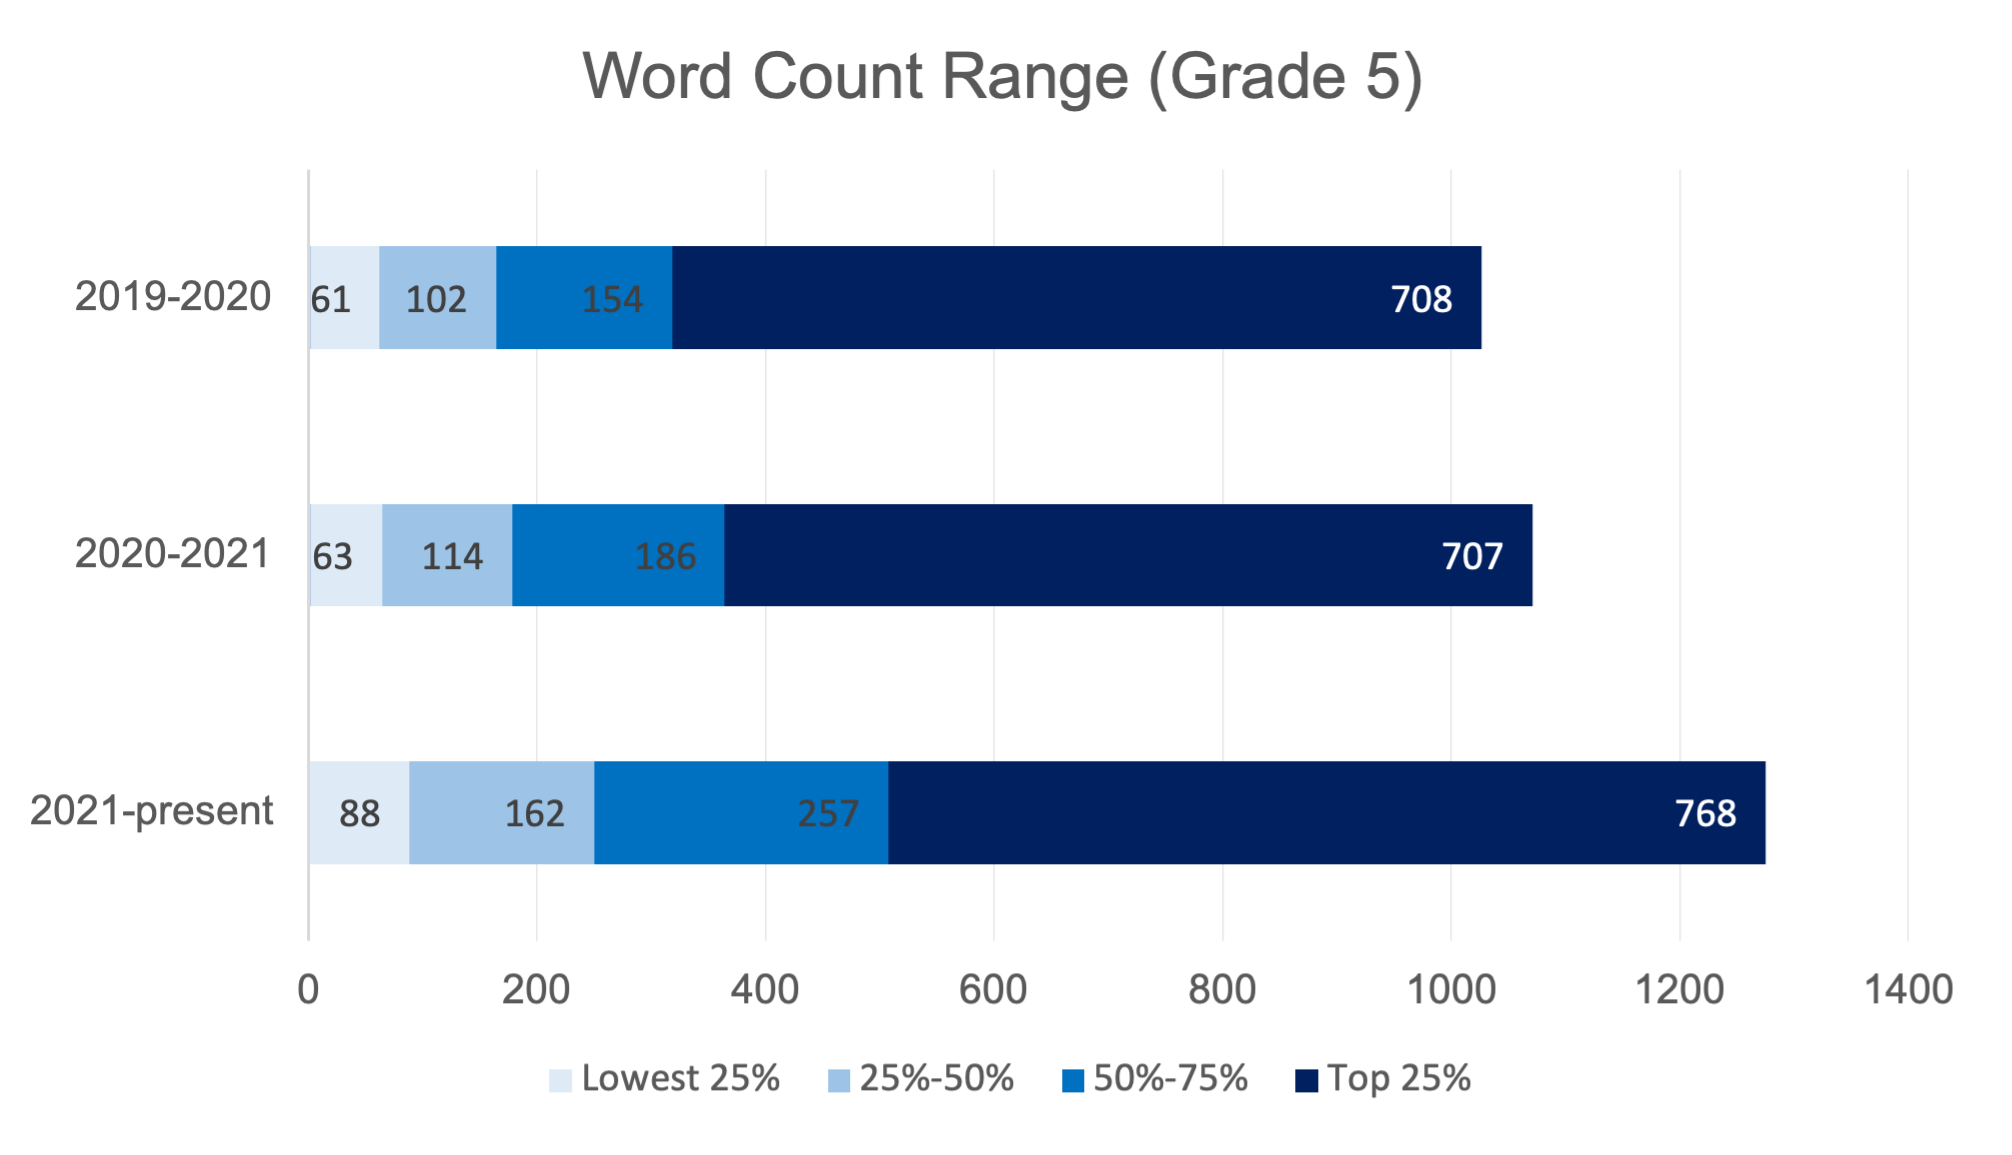 Word Count Range (Grade 5)
2019-2020
61 102 154 708
2020-2021
63 114 186 707
2021-present
88 162 257 768
0 200 400 600 800 1000 1200 1400
Lowest 25% 25%-50% 50%-75% Top 25%